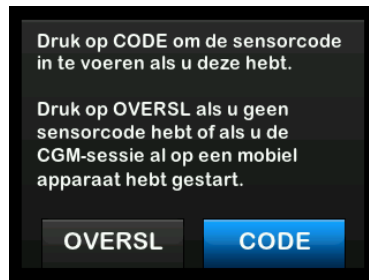 Druk op CODE om de sensorcode
in te voeren als u deze hebt.
Druk op OVERSL als u geen
sensorcode hebt of als u de
CGM-sessie al op een mobiel
apparaat hebt gestart.
OVERSL CODE